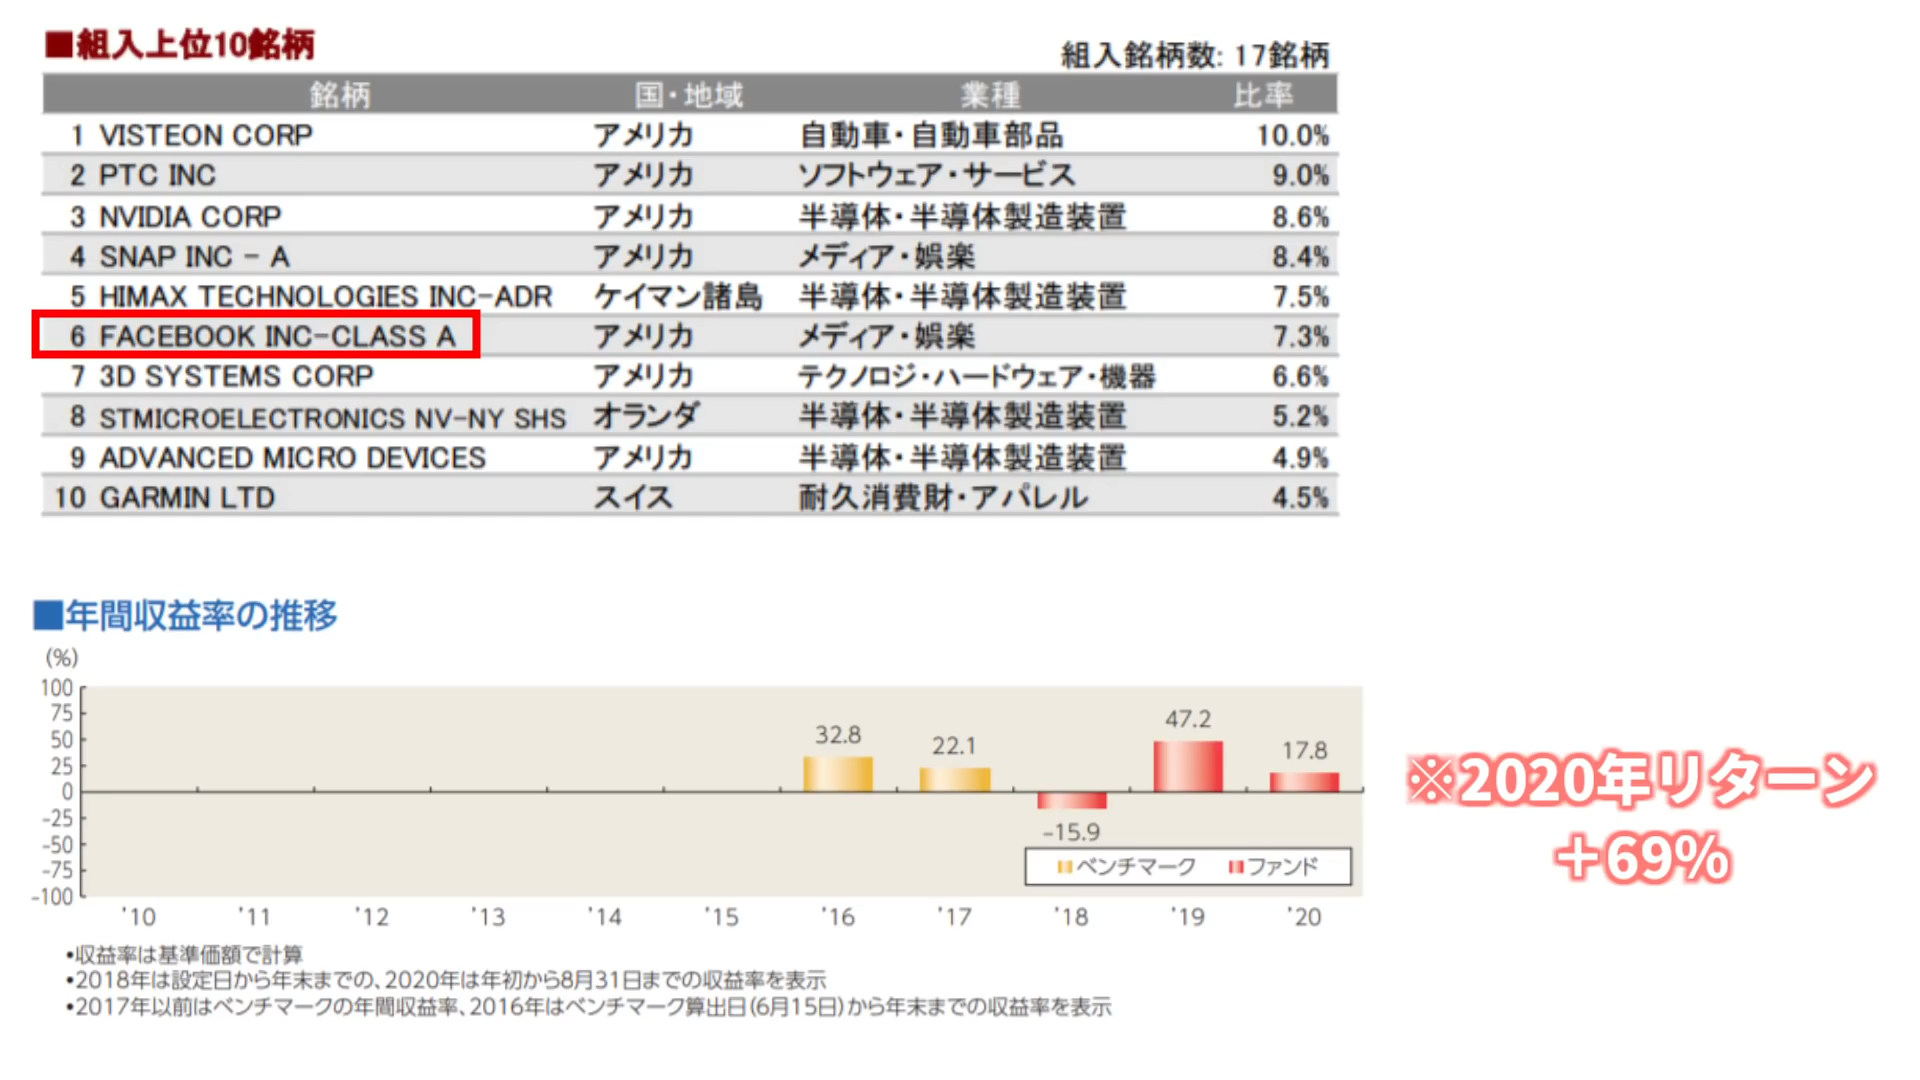 ■組入上位10銘柄
組入銘柄数: 17銘柄
銘柄 国・地域 業種 比率
1 VISTEON CORP アメリカ 自動車・自動車部品 10.0%
2 PTC INC アメリカ ソフトウェア・サービス 9.0%
3 NVIDIA CORP アメリカ 半導体・半導体製造装置 8.6%
4 SNAP INC - A アメリカ メディア・娯楽 8.4%
5 HIMAX TECHNOLOGIES INC-ADR ケイマン諸島 半導体・半導体製造装置 7.5%
6 FACEBOOK INC-CLASS A アメリカ メディア・娯楽 7.3%
7 3D SYSTEMS CORP アメリカ テクノロジ・ハードウェア・機器 6.6%
8 STMICROELECTRONICS NV-NY SHS オランダ 半導体・半導体製造装置 5.2%
9 ADVANCED MICRO DEVICES アメリカ 半導体・半導体製造装置 4.9%
10 GARMIN LTD スイス 耐久消費財・アパレル 4.5%
■年間収益率の推移
(%)
100
75
50
25
0
-25
-50
-75
-100
32.8
22.1
-15.9
47.2
17.8
ベンチマーク ファンド
'10 '11 '12 '13 '14 '15 '16 '17 '18 '19 '20
※2020年リターン
+69%
•収益率は基準価額で計算
•2018年は設定日から年末までの、2020年は年初から8月31日までの収益率を表示
•2017年以前はベンチマークの年間収益率、2016年はベンチマーク算出日(6月15日)から年末までの収益率を表示